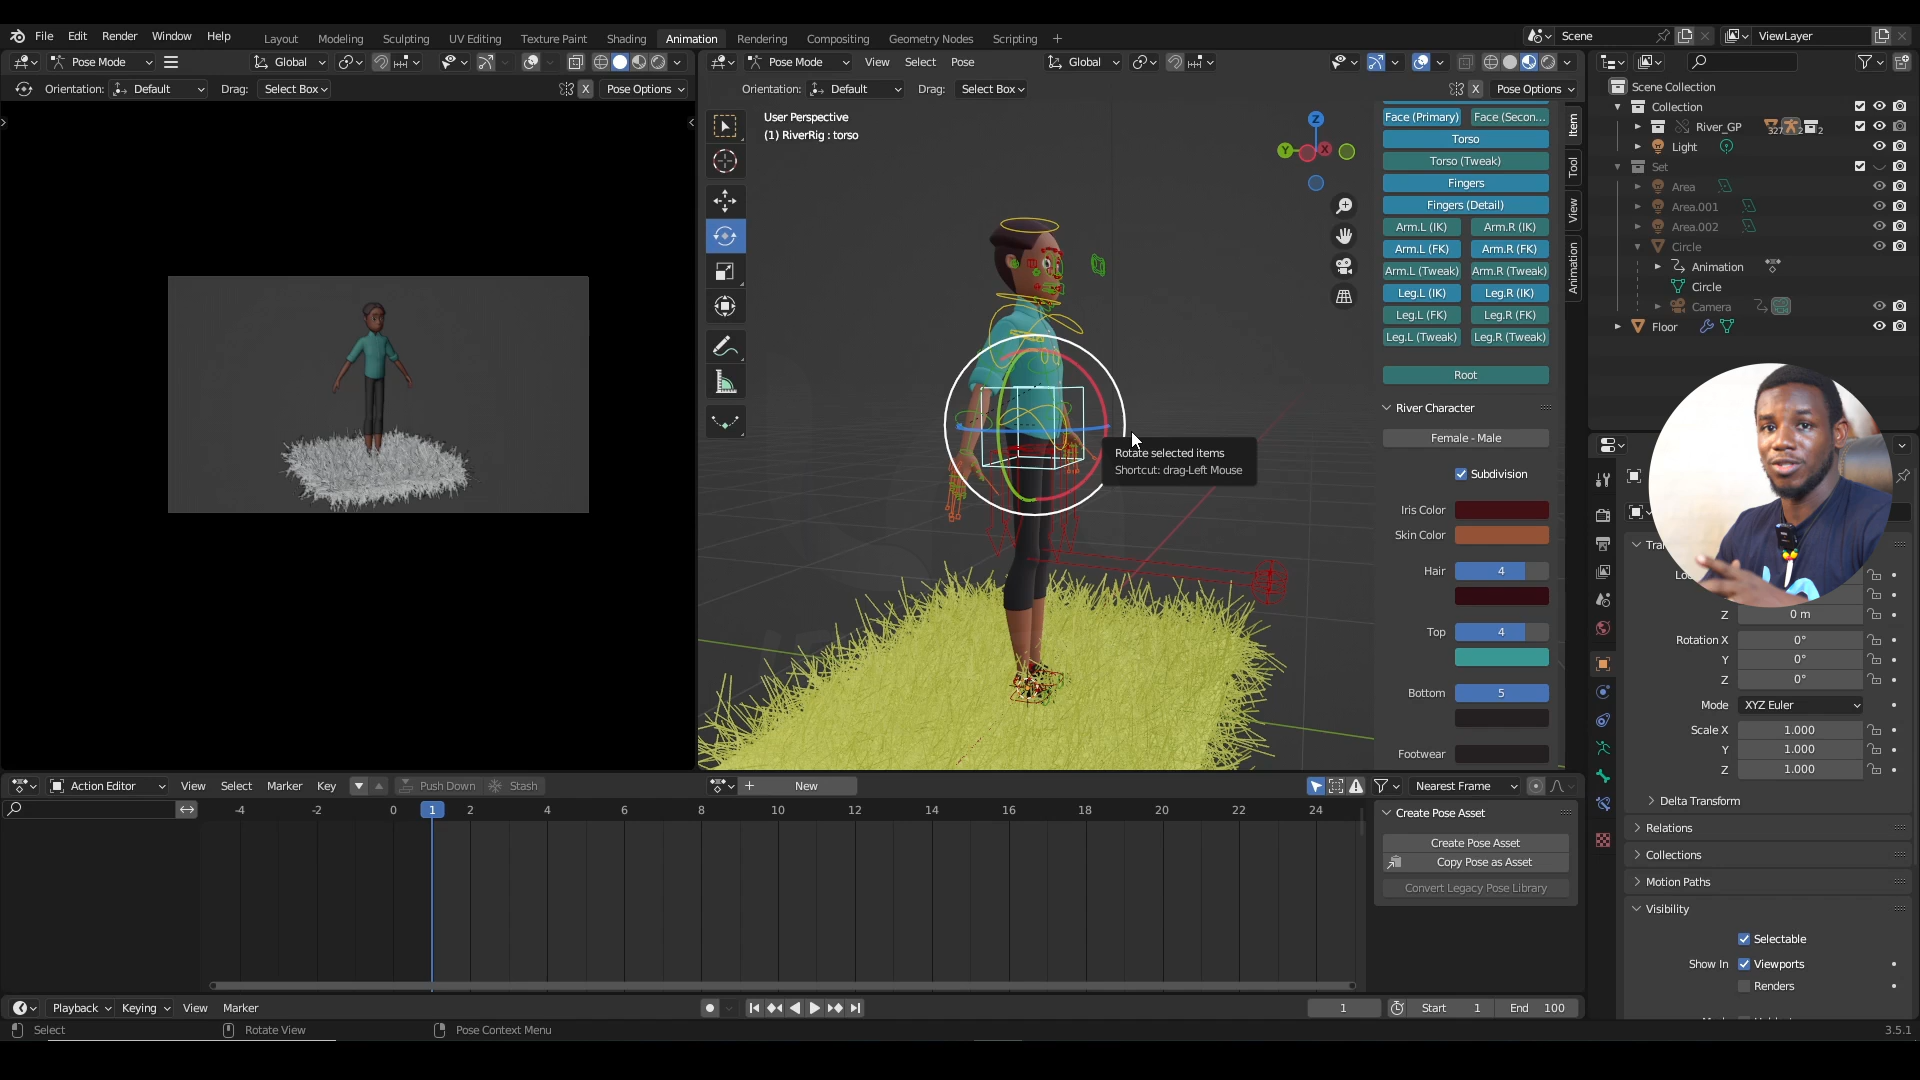 File Edit Render Window Help Layout Modeling Sculpting UV Editing Texture Paint Shading Animation Rendering Compositing Geometry Nodes Scripting + Scene ViewLayer
Pose Mode Global
Pose Mode View Select Pose Global
Orientation: Default Drag: Select Box X Pose Options
Orientation: Default Drag: Select Box X Pose Options
User Perspective
(1) RiverRig : torso
Z
Y
X
Item
Tool
View
Animation
Face (Primary) Face (Secon...
Torso
Torso (Tweak)
Fingers
Fingers (Detail)
Arm.L (IK) Arm.R (IK)
Arm.L (FK) Arm.R (FK)
Arm.L (Tweak) Arm.R (Tweak)
Leg.L (IK) Leg.R (IK)
Leg.L (FK) Leg.R (FK)
Leg.L (Tweak) Leg.R (Tweak)
Root
River Character
Female - Male
Subdivision
Iris Color
Skin Color
Hair 4
Top 4
Bottom 5
Footwear
Rotate selected items
Shortcut: drag-Left Mouse
Scene Collection
Collection
River_GP 327 2 2
Light
Set
Area
Area.001
Area.002
Circle
Animation
Circle
Camera
Floor
Z 0 m
Rotation X 0°
Y 0°
Z 0°
Mode XYZ Euler
Scale X 1.000
Y 1.000
Z 1.000
Delta Transform
Relations
Collections
Motion Paths
Visibility
Selectable
Show In Viewports
Renders
Action Editor View Select Marker Key Push Down Stash + New Nearest Frame
-4 -2 0 1 2 4 6 8 10 12 14 16 18 20 22 24
Create Pose Asset
Create Pose Asset
Copy Pose as Asset
Convert Legacy Pose Library
Playback Keying View Marker 1 Start 1 End 100
Select Rotate View Pose Context Menu 3.5.1